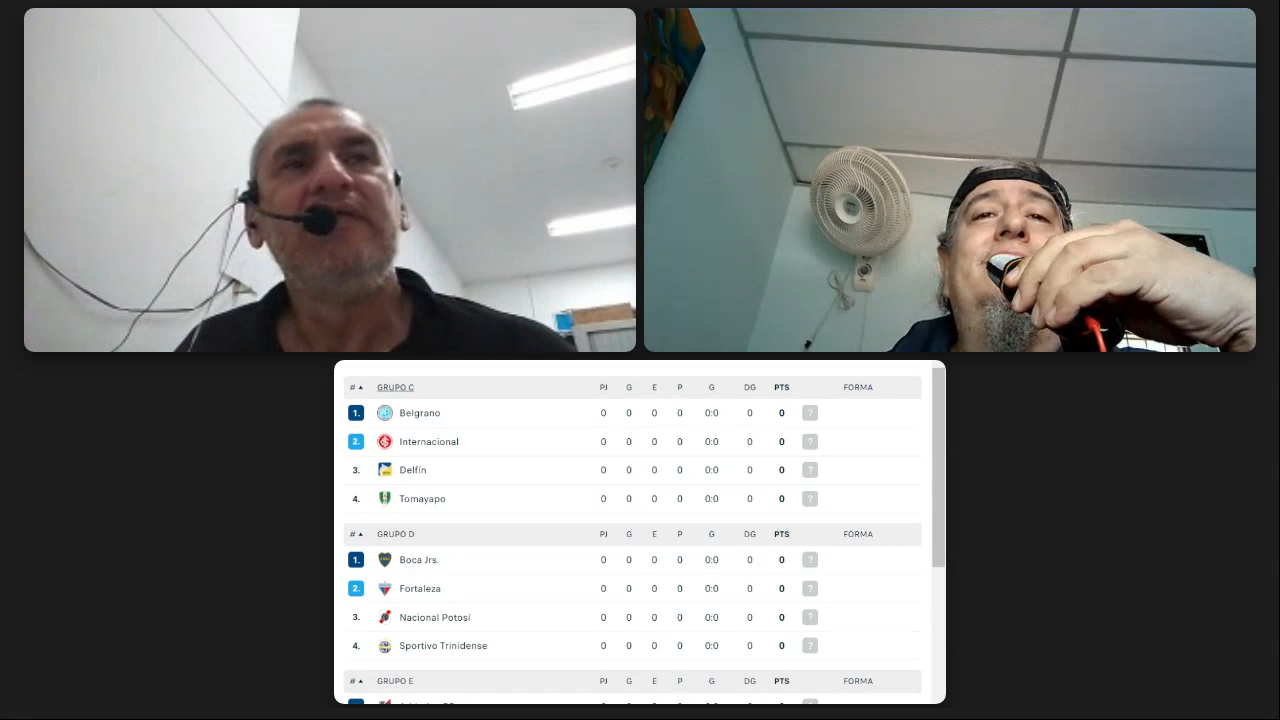 # GRUPO C PJ G E P G DG PTS FORMA
1. Belgrano 0 0 0 0 0:0 0 0 ?
2. Internacional 0 0 0 0 0:0 0 0 ?
3. Delfín 0 0 0 0 0:0 0 0 ?
4. Tomayapo 0 0 0 0 0:0 0 0 ?
# GRUPO D PJ G E P G DG PTS FORMA
1. Boca Jrs. 0 0 0 0 0:0 0 0 ?
2. Fortaleza 0 0 0 0 0:0 0 0 ?
3. Nacional Potosí 0 0 0 0 0:0 0 0 ?
4. Sportivo Trinidense 0 0 0 0 0:0 0 0 ?
# GRUPO E PJ G E P G DG PTS FORMA